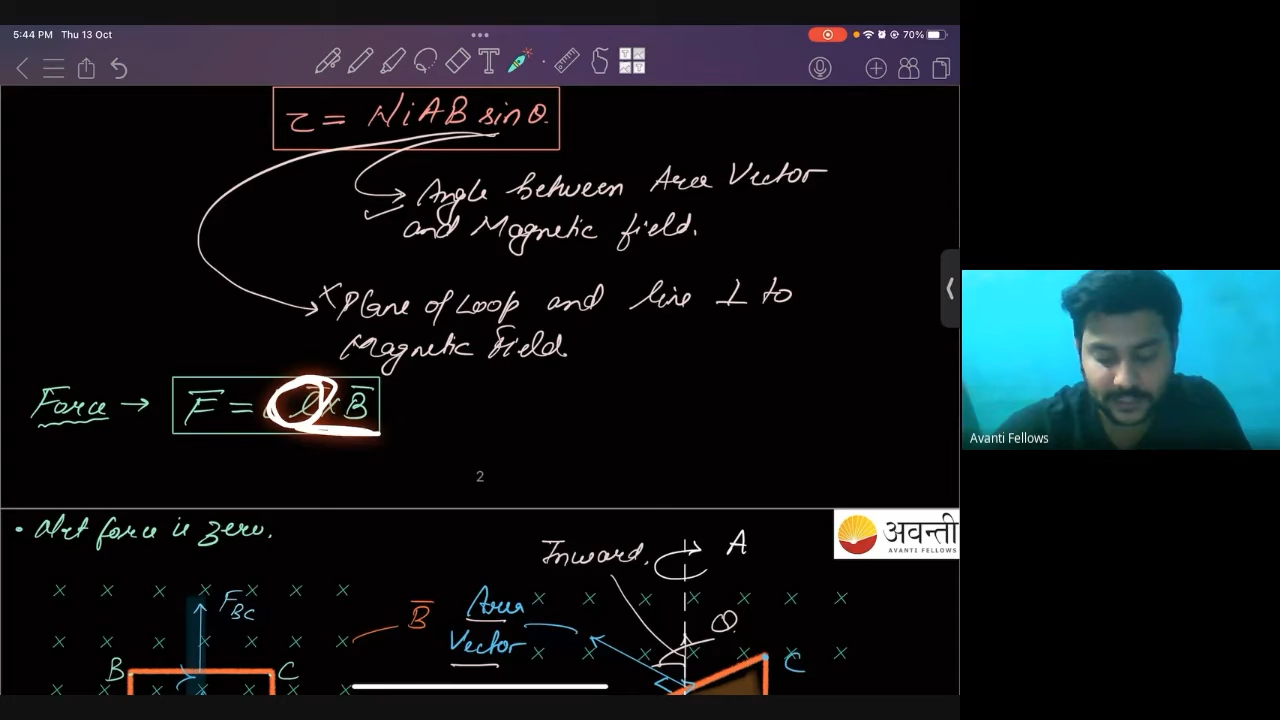 5:44 PM Thu 13 Oct
70%
τ = NiAB sin θ.
Angle between Area Vector
and Magnetic field.
Plane of Loop and line ⊥ to
Magnetic Field.
Avanti Fellows
Force → F̅ = l̅ × B̅
2
• Net force is zero.
अवन्ती
AVANTI FELLOWS
Inward.
A
F_BC
B̅
Area
Vector
θ
B
C
C